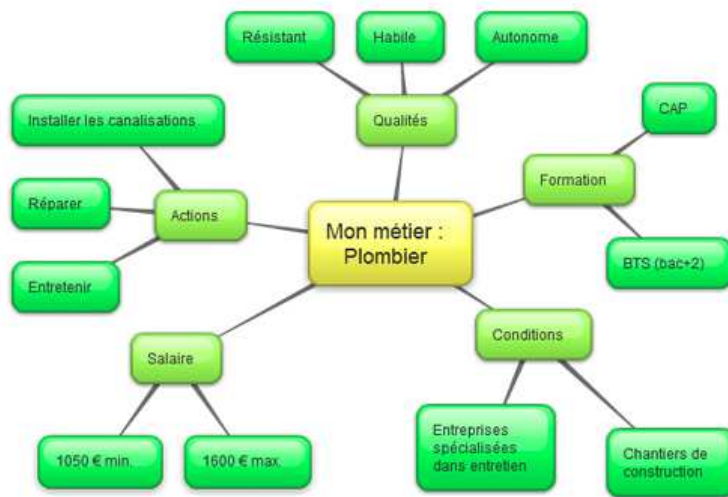 Résistant
Habile
Autonome
Qualités
CAP
Formation
BTS (bac+2)
Installer les canalisations
Réparer
Actions
Entretenir
Mon métier :
Plombier
Salaire
1050 € min.
1600 € max.
Conditions
Entreprises
spécialisées
dans entretien
Chantiers de
construction